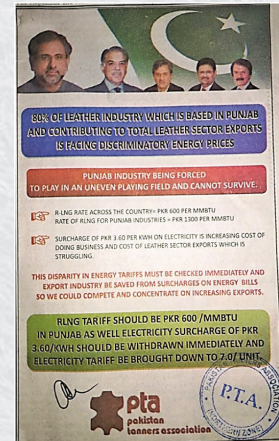 80% OF LEATHER INDUSTRY WHICH IS BASED IN PUNJAB
AND CONTRIBUTING TO TOTAL LEATHER SECTOR EXPORTS
IS FACING DISCRIMINATORY ENERGY PRICES
PUNJAB INDUSTRY BEING FORCED
TO PLAY IN AN UNEVEN PLAYING FIELD AND CANNOT SURVIVE.
R-LNG RATE ACROSS THE COUNTRY= PKR 600 PER MMBTU
RATE OF RLNG FOR PUNJAB INDUSTRIES = PKR 1300 PER MMBTU
SURCHARGE OF PKR 3.60 PER KWH ON ELECTRICITY IS INCREASING COST OF
DOING BUSINESS AND COST OF LEATHER SECTOR EXPORTS WHICH IS
STRUGGLING.
THIS DISPARITY IN ENERGY TARIFFS MUST BE CHECKED IMMEDIATELY AND
EXPORT INDUSTRY BE SAVED FROM SURCHARGES ON ENERGY BILLS
SO WE COULD COMPETE AND CONCENTRATE ON INCREASING EXPORTS.
RLNG TARIFF SHOULD BE PKR 600 /MMBTU
IN PUNJAB AS WELL ELECTRICITY SURCHARGE OF PKR
3.60/KWH SHOULD BE WITHDRAWN IMMEDIATELY AND
ELECTRICITY TARIFF BE BROUGHT DOWN TO 7.0/ UNIT.
pta
pakistan
tanners association
P.T.A.